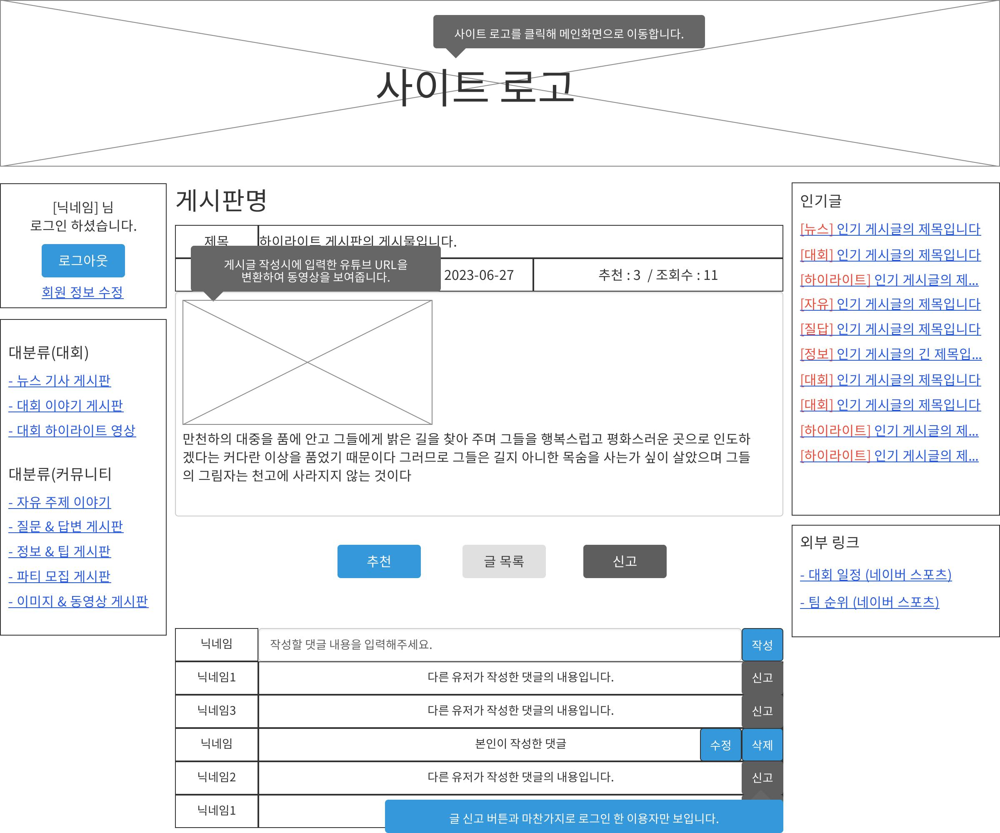 사이트 로고를 클릭해 메인화면으로 이동합니다.
사이트 로고
[닉네임] 님
로그인 하셨습니다.
로그아웃
회원 정보 수정
대분류(대회)
- 뉴스 기사 게시판
- 대회 이야기 게시판
- 대회 하이라이트 영상
대분류(커뮤니티
- 자유 주제 이야기
- 질문 & 답변 게시판
- 정보 & 팁 게시판
- 파티 모집 게시판
- 이미지 & 동영상 게시판
게시판명
제목
하이라이트 게시판의 게시물입니다.
게시글 작성시에 입력한 유튜브 URL을
변환하여 동영상을 보여줍니다.
2023-06-27
추천 : 3 / 조회수 : 11
만천하의 대중을 품에 안고 그들에게 밝은 길을 찾아 주며 그들을 행복스럽고 평화스러운 곳으로 인도하
겠다는 커다란 이상을 품었기 때문이다 그러므로 그들은 길지 아니한 목숨을 사는가 싶이 살았으며 그들
의 그림자는 천고에 사라지지 않는 것이다
추천
글 목록
신고
닉네임
작성할 댓글 내용을 입력해주세요.
작성
닉네임1
다른 유저가 작성한 댓글의 내용입니다.
신고
닉네임3
다른 유저가 작성한 댓글의 내용입니다.
신고
닉네임
본인이 작성한 댓글
수정
삭제
닉네임2
다른 유저가 작성한 댓글의 내용입니다.
신고
닉네임1
글 신고 버튼과 마찬가지로 로그인 한 이용자만 보입니다.
인기글
[뉴스] 인기 게시글의 제목입니다
[대회] 인기 게시글의 제목입니다
[하이라이트] 인기 게시글의 제...
[자유] 인기 게시글의 제목입니다
[질답] 인기 게시글의 제목입니다
[정보] 인기 게시글의 긴 제목입...
[대회] 인기 게시글의 제목입니다
[대회] 인기 게시글의 제목입니다
[하이라이트] 인기 게시글의 제...
[하이라이트] 인기 게시글의 제...
외부 링크
- 대회 일정 (네이버 스포츠)
- 팀 순위 (네이버 스포츠)